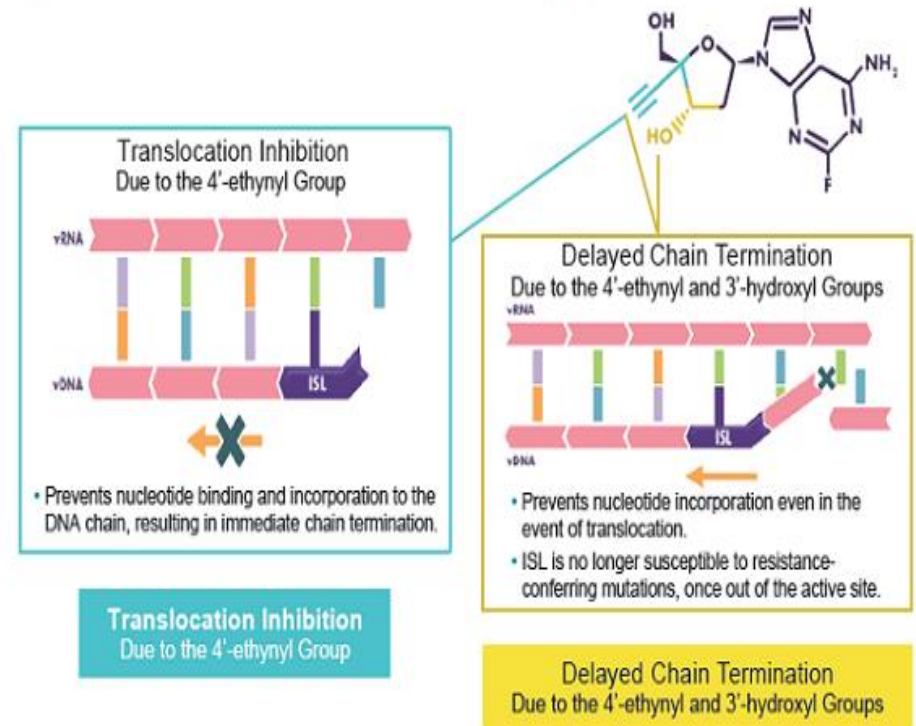 OH
O
N
N
NH₂
HO
N
N
F
Translocation Inhibition
Due to the 4'-ethynyl Group
vRNA
vDNA
ISL
• Prevents nucleotide binding and incorporation to the
DNA chain, resulting in immediate chain termination.
Translocation Inhibition
Due to the 4'-ethynyl Group
Delayed Chain Termination
Due to the 4'-ethynyl and 3'-hydroxyl Groups
vRNA
ISL
vDNA
• Prevents nucleotide incorporation even in the
event of translocation.
• ISL is no longer susceptible to resistance-
conferring mutations, once out of the active site.
Delayed Chain Termination
Due to the 4'-ethynyl and 3'-hydroxyl Groups